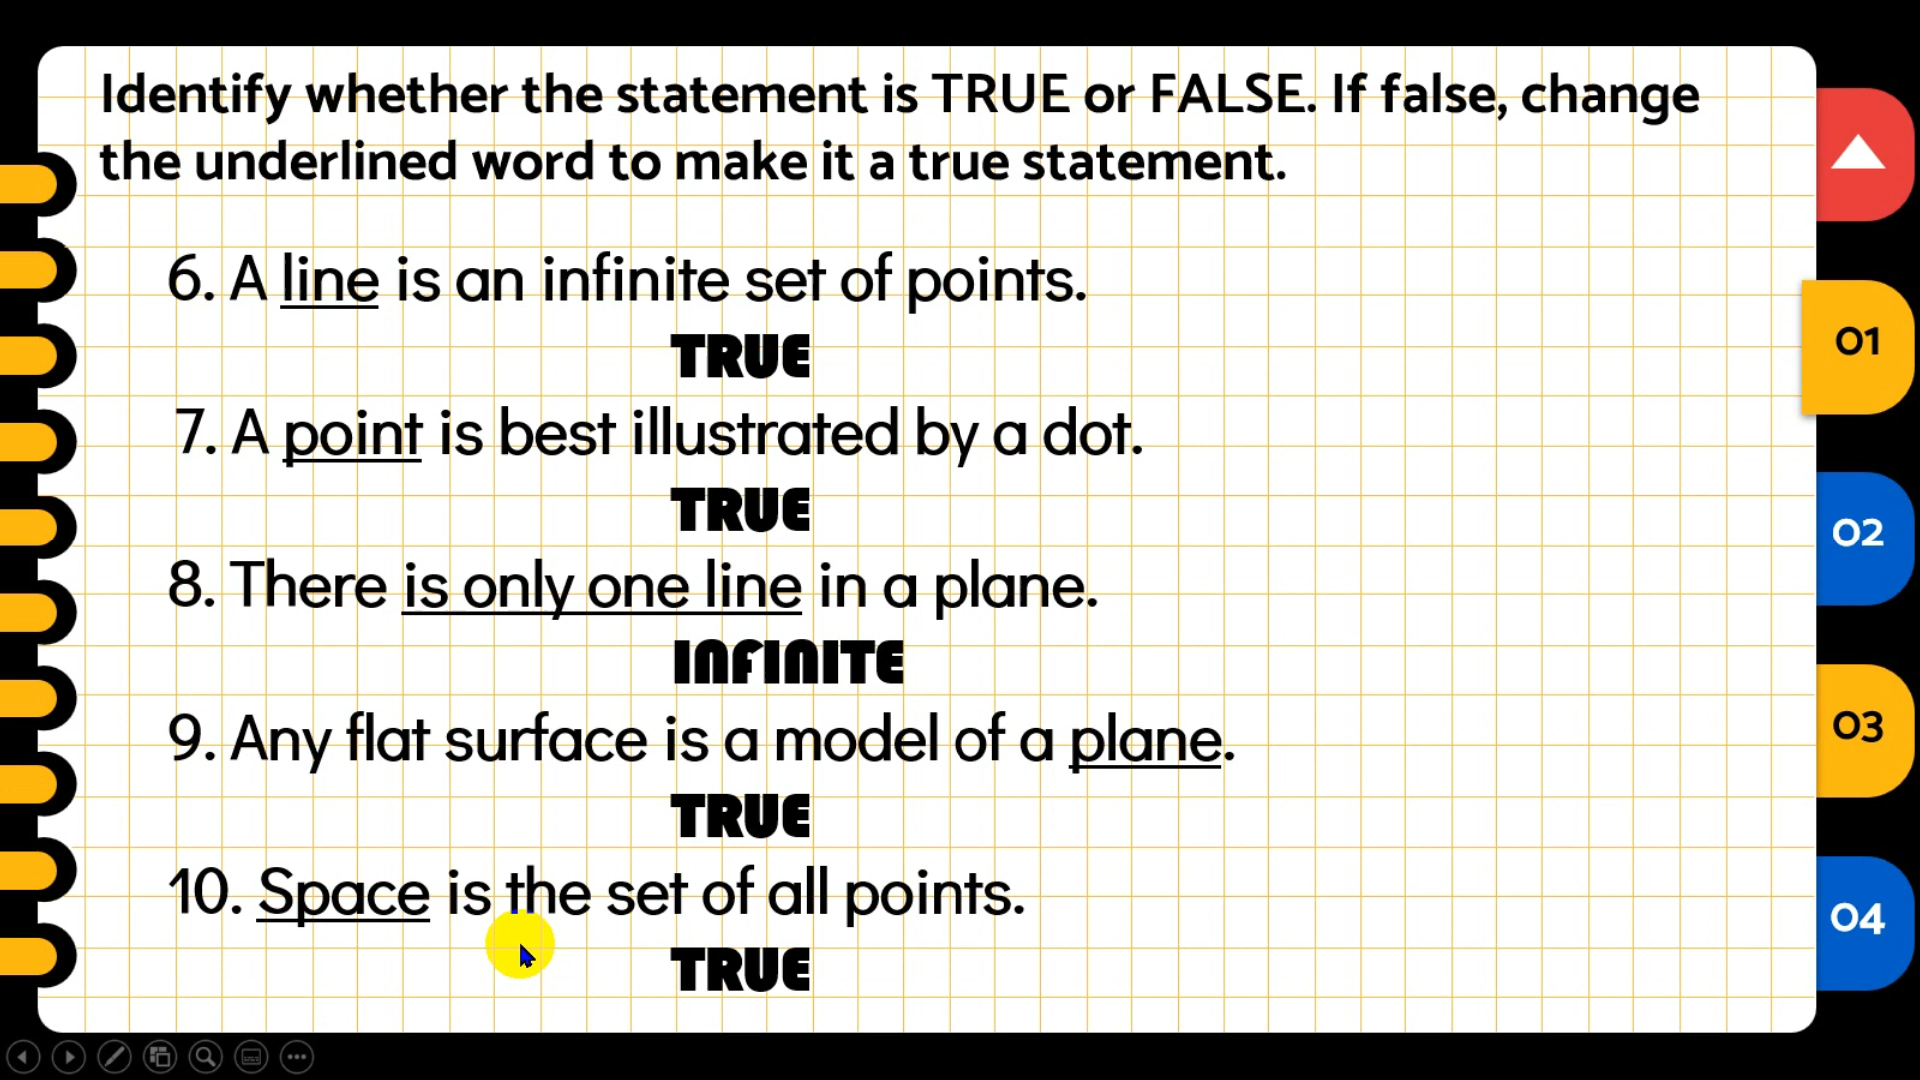 Identify whether the statement is TRUE or FALSE. If false, change
the underlined word to make it a true statement.
6. A line is an infinite set of points.
TRUE
7. A point is best illustrated by a dot.
TRUE
8. There is only one line in a plane.
INFINITE
9. Any flat surface is a model of a plane.
TRUE
10. Space is the set of all points.
TRUE
01
02
03
04